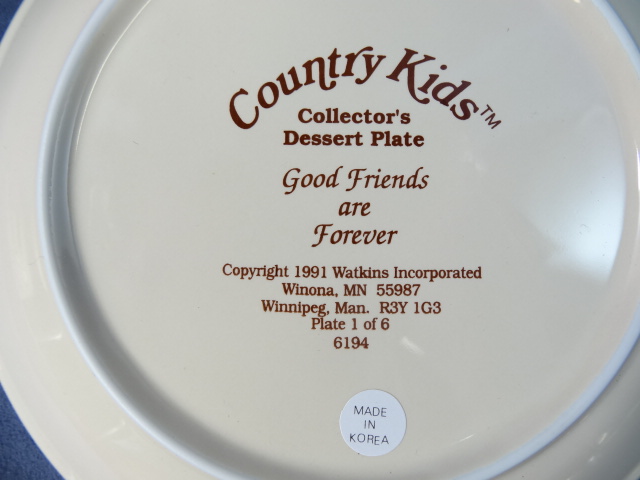 Country Kids™
Collector's
Dessert Plate
Good Friends
are
Forever
Copyright 1991 Watkins Incorporated
Winona, MN 55987
Winnipeg, Man. R3Y 1G3
Plate 1 of 6
6194
MADE
IN
KOREA